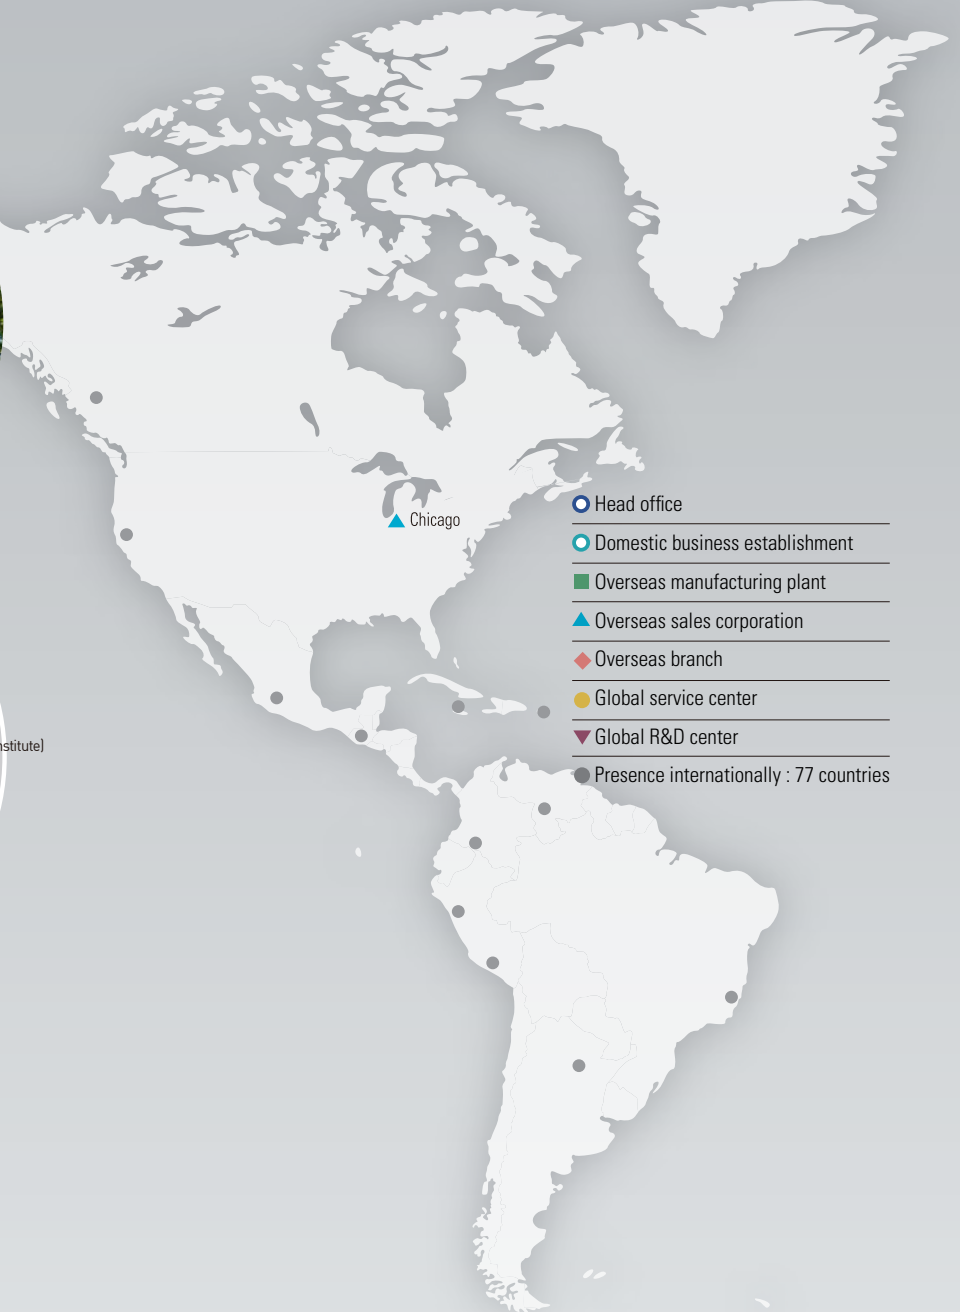 Chicago
Head office
Domestic business establishment
Overseas manufacturing plant
Overseas sales corporation
Overseas branch
Global service center
nstitute)
Global R&D center
Presence internationally : 77 countries